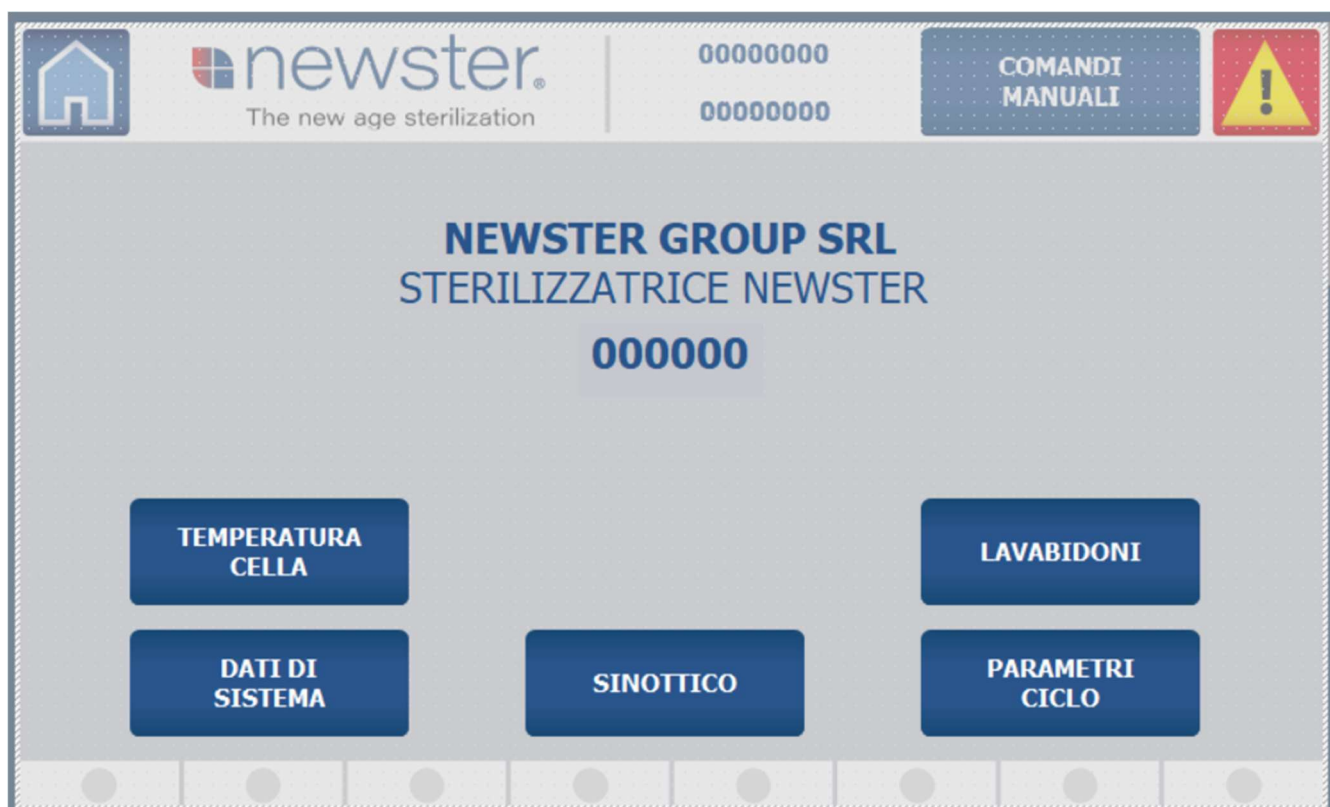 newster®
The new age sterilization
00000000
00000000
COMANDI
MANUALI
NEWSTER GROUP SRL
STERILIZZATRICE NEWSTER
000000
TEMPERATURA
CELLA
LAVABIDONI
DATI DI
SISTEMA
SINOTTICO
PARAMETRI
CICLO